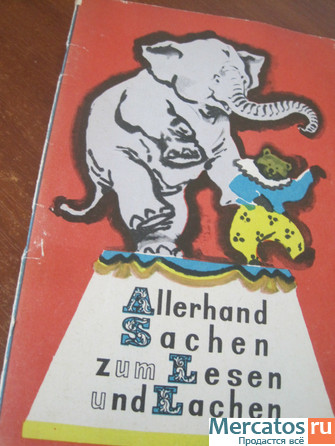 Allerhand
Sachen
zum Lesen
und Lachen
Mercatos.ru
Продастся всё